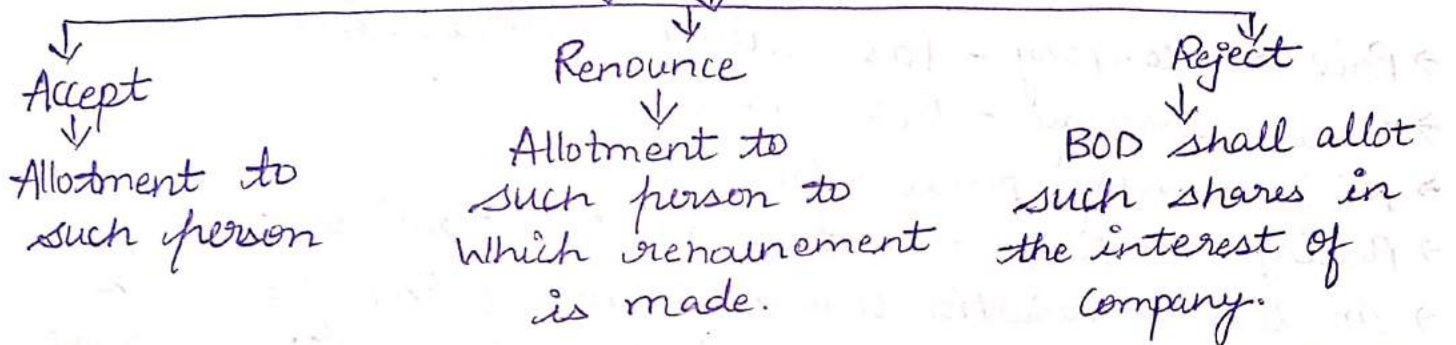 Accept
Allotment to
such person
Renounce
Allotment to
such person to
Which renounement
is made.
Reject
BOD shall allot
such shares in
the interest of
Company.